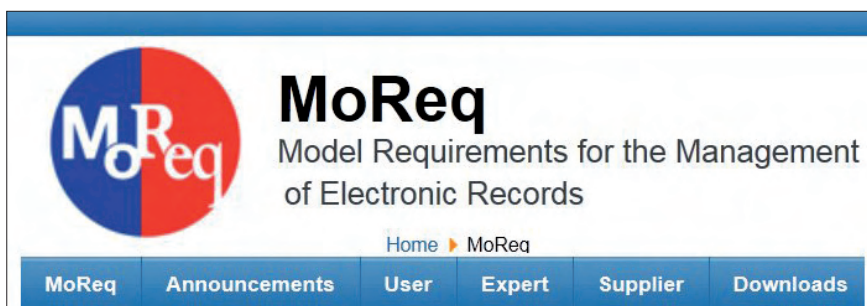 MoReq
MoReq
Model Requirements for the Management
of Electronic Records
Home MoReq
MoReq Announcements User Expert Supplier Downloads